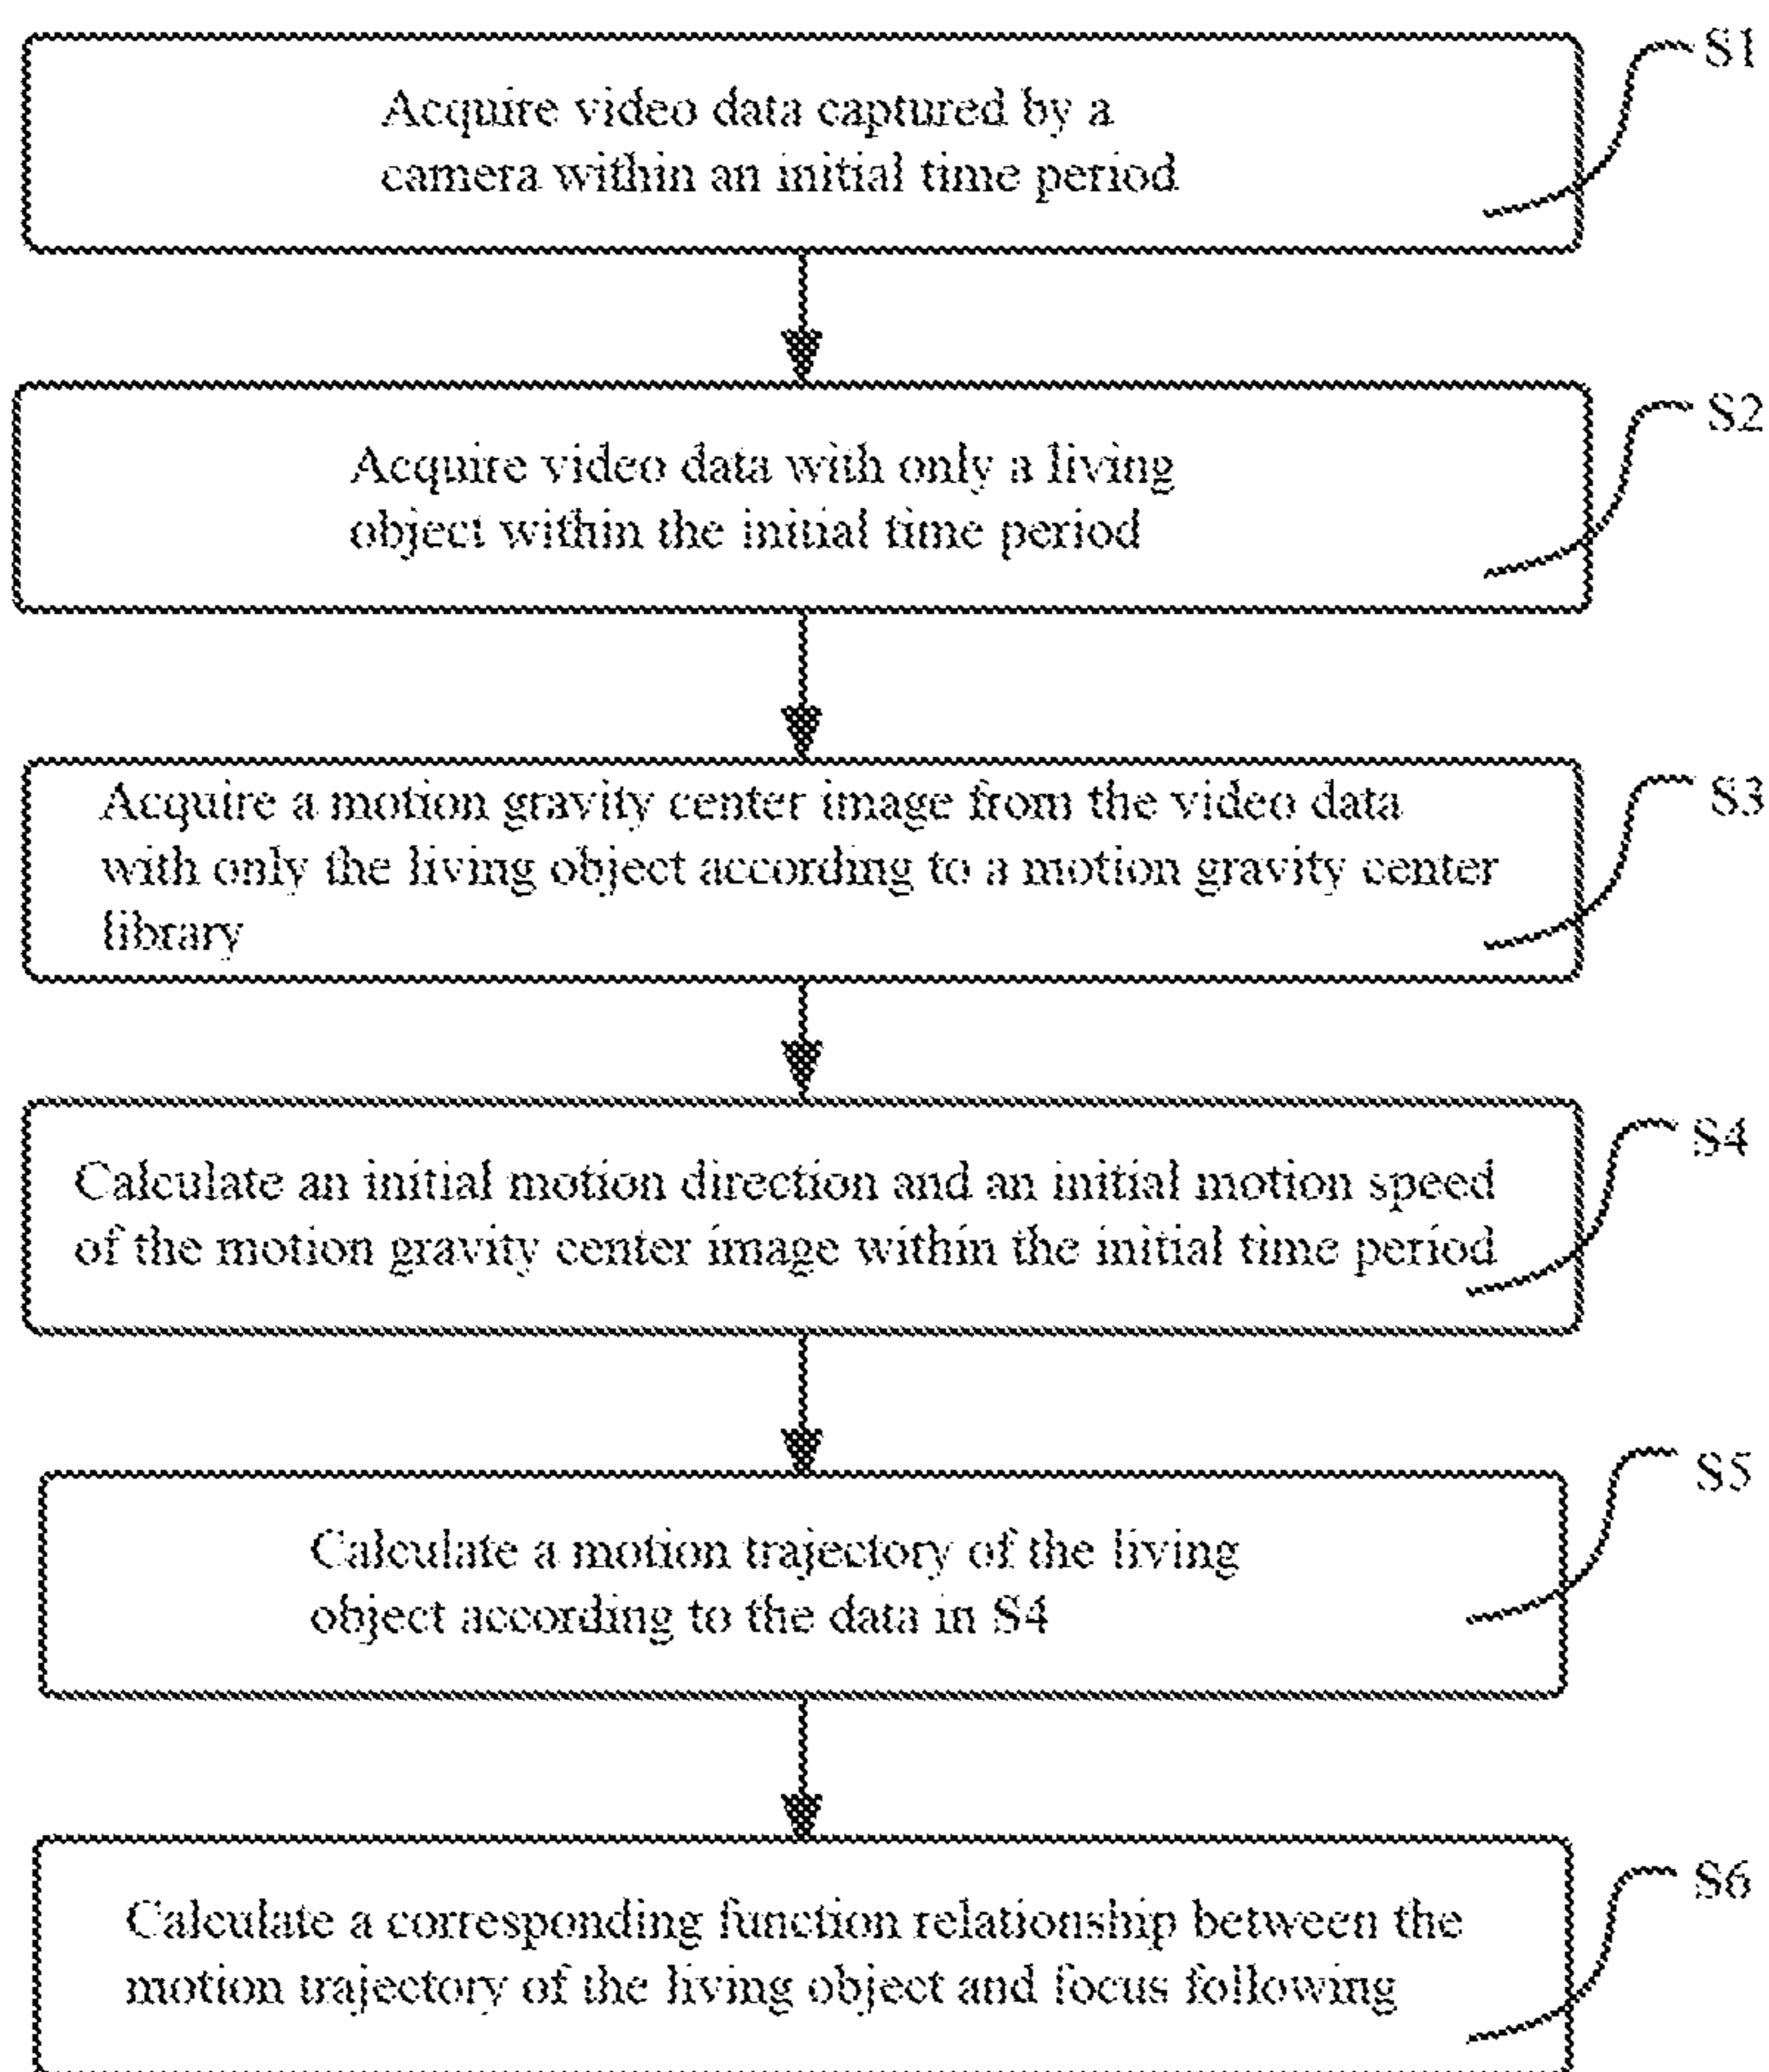 S1
Acquire video data captured by a
camera within an initial time period
S2
Acquire video data with only a living
object within the initial time period
S3
Acquire a motion gravity center image from the video data
with only the living object according to a motion gravity center
library
S4
Calculate an initial motion direction and an initial motion speed
of the motion gravity center image within the initial time period
S5
Calculate a motion trajectory of the living
object according to the data in S4
S6
Calculate a corresponding function relationship between the
motion trajectory of the living object and focus following